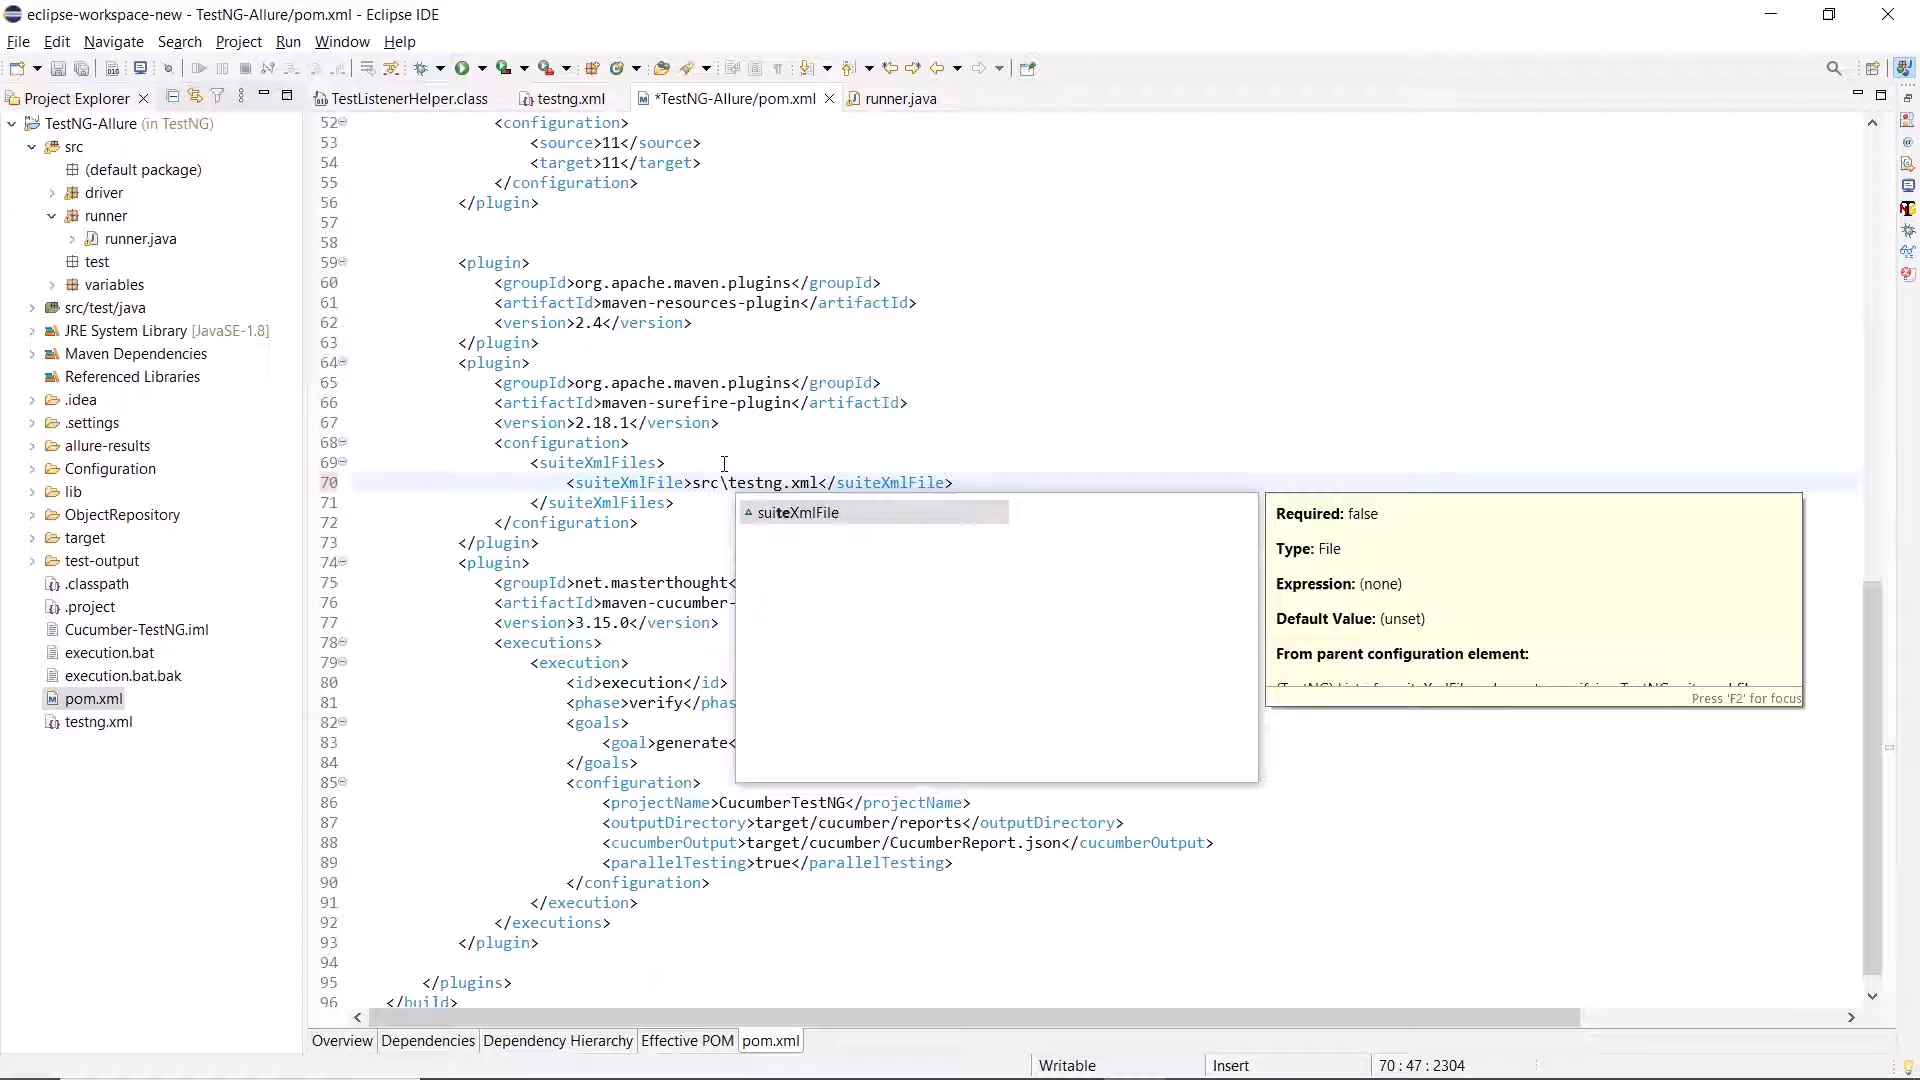 eclipse-workspace-new - TestNG-Allure/pom.xml - Eclipse IDE
File Edit Navigate Search Project Run Window Help
Project Explorer
TestNG-Allure (in TestNG)
src
(default package)
driver
runner
runner.java
test
variables
src/test/java
JRE System Library [JavaSE-1.8]
Maven Dependencies
Referenced Libraries
.idea
.settings
allure-results
Configuration
lib
ObjectRepository
target
test-output
.classpath
.project
Cucumber-TestNG.iml
execution.bat
execution.bat.bak
pom.xml
testng.xml
TestListenerHelper.class testng.xml *TestNG-Allure/pom.xml runner.java
52 <configuration>
53 <source>11</source>
54 <target>11</target>
55 </configuration>
56 </plugin>
57
58
59 <plugin>
60 <groupId>org.apache.maven.plugins</groupId>
61 <artifactId>maven-resources-plugin</artifactId>
62 <version>2.4</version>
63 </plugin>
64 <plugin>
65 <groupId>org.apache.maven.plugins</groupId>
66 <artifactId>maven-surefire-plugin</artifactId>
67 <version>2.18.1</version>
68 <configuration>
69 <suiteXmlFiles>
70 <suiteXmlFile>src\testng.xml</suiteXmlFile>
71 </suiteXmlFiles>
72 </configuration>
73 </plugin>
74 <plugin>
75 <groupId>net.masterthought<
76 <artifactId>maven-cucumber-
77 <version>3.15.0</version>
78 <executions>
79 <execution>
80 <id>execution</id>
81 <phase>verify</phas
82 <goals>
83 <goal>generate<
84 </goals>
85 <configuration>
86 <projectName>CucumberTestNG</projectName>
87 <outputDirectory>target/cucumber/reports</outputDirectory>
88 <cucumberOutput>target/cucumber/CucumberReport.json</cucumberOutput>
89 <parallelTesting>true</parallelTesting>
90 </configuration>
91 </execution>
92 </executions>
93 </plugin>
94
95 </plugins>
96 </build>
suiteXmlFile
Required: false
Type: File
Expression: (none)
Default Value: (unset)
From parent configuration element:
Press 'F2' for focus
Overview Dependencies Dependency Hierarchy Effective POM pom.xml
Writable Insert 70 : 47 : 2304